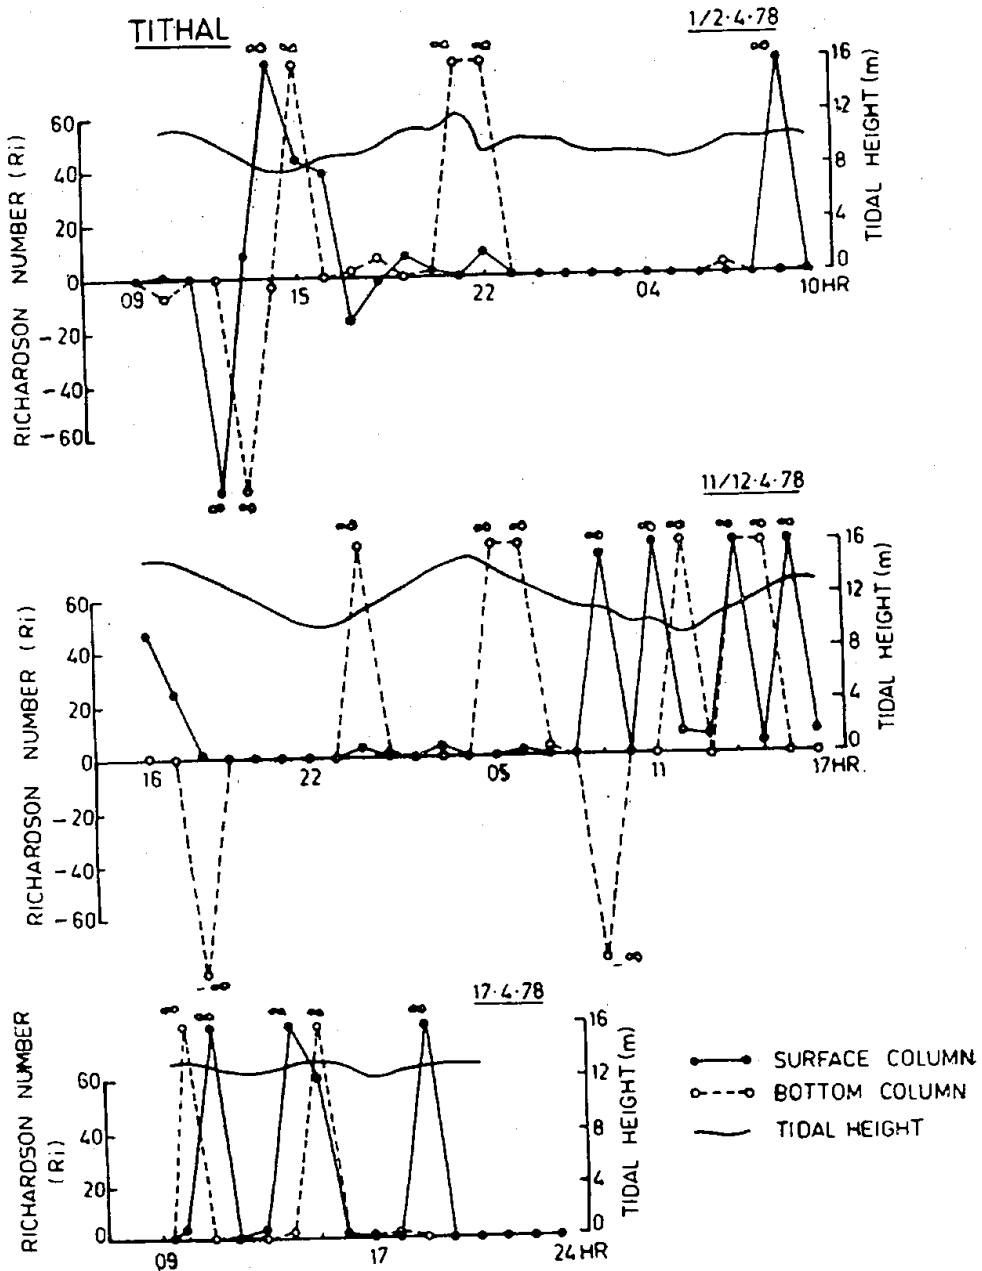 TITHAL
1/2·4·78
∞ ∞ ∞ ∞ ∞
16
12
8
4
0
TIDAL HEIGHT (m)
60
40
20
0
-20
-40
-60
RICHARDSON NUMBER (Ri)
09 15 22 04 10HR
∞ ∞
11/12·4·78
∞ ∞ ∞ ∞ ∞ ∞ ∞ ∞ ∞
16
12
8
4
0
TIDAL HEIGHT (m)
60
40
20
0
-20
-40
-60
RICHARDSON NUMBER (Ri)
16 22 05 11 17HR.
-∞
-∞
17·4·78
∞ ∞ ∞ ∞ ∞
16
12
8
4
0
TIDAL HEIGHT (m)
60
40
20
0
RICHARDSON NUMBER
(Ri)
09 17 24HR
SURFACE COLUMN
BOTTOM COLUMN
TIDAL HEIGHT